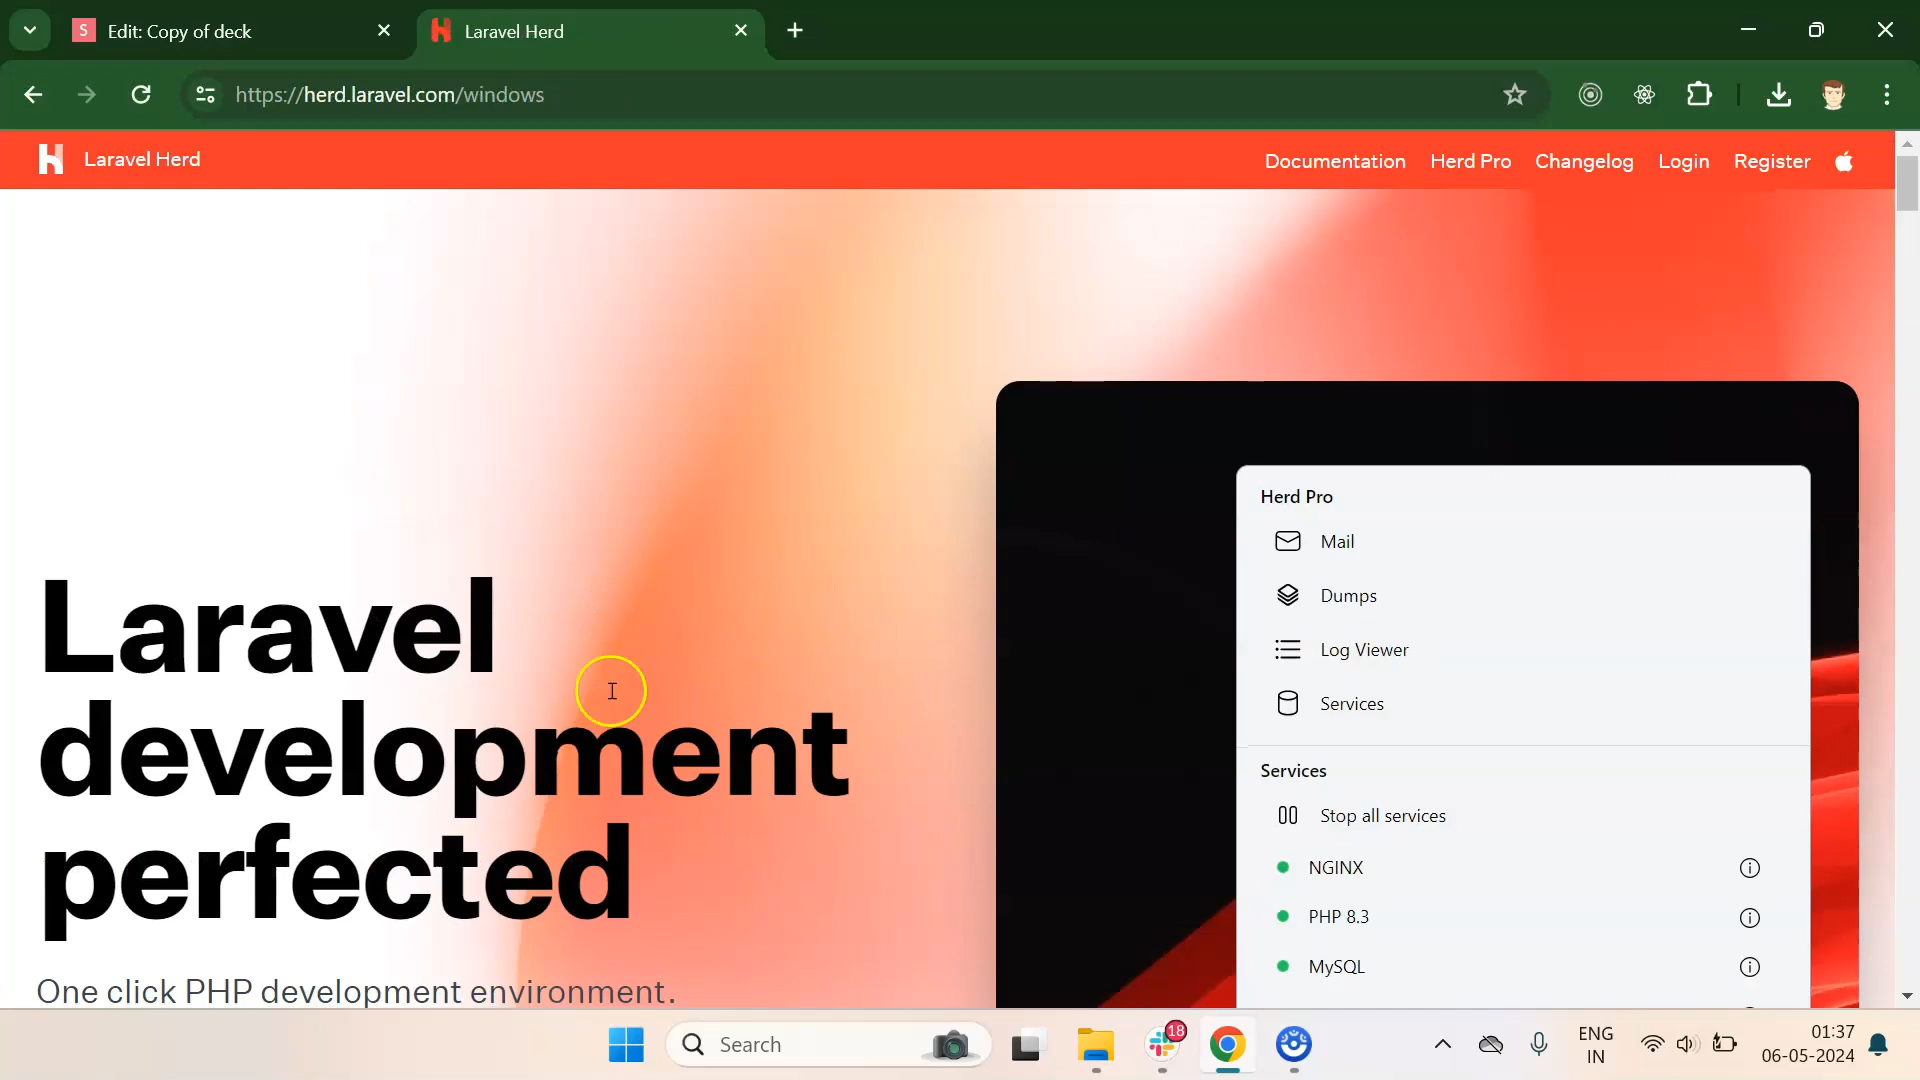 S Edit: Copy of deck
Laravel Herd
https://herd.laravel.com/windows
Laravel Herd
Documentation Herd Pro Changelog Login Register
Laravel
development
perfected
One click PHP development environment.
Herd Pro
Mail
Dumps
Log Viewer
Services
Services
Stop all services
NGINX
PHP 8.3
MySQL
Search
18
ENG
IN
01:37
06-05-2024